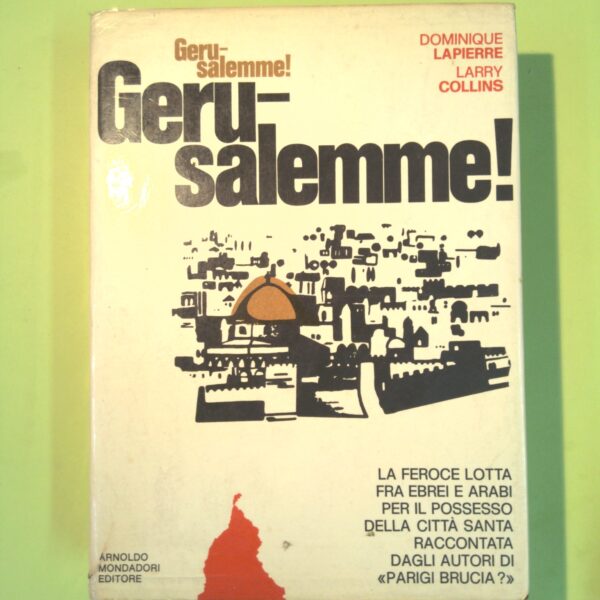 DOMINIQUE
LAPIERRE
LARRY
COLLINS
Geru-
salemme!
Geru-
salemme!
LA FEROCE LOTTA
FRA EBREI E ARABI
PER IL POSSESSO
DELLA CITTÀ SANTA
RACCONTATA
DAGLI AUTORI DI
«PARIGI BRUCIA?»
ARNOLDO
MONDADORI
EDITORE